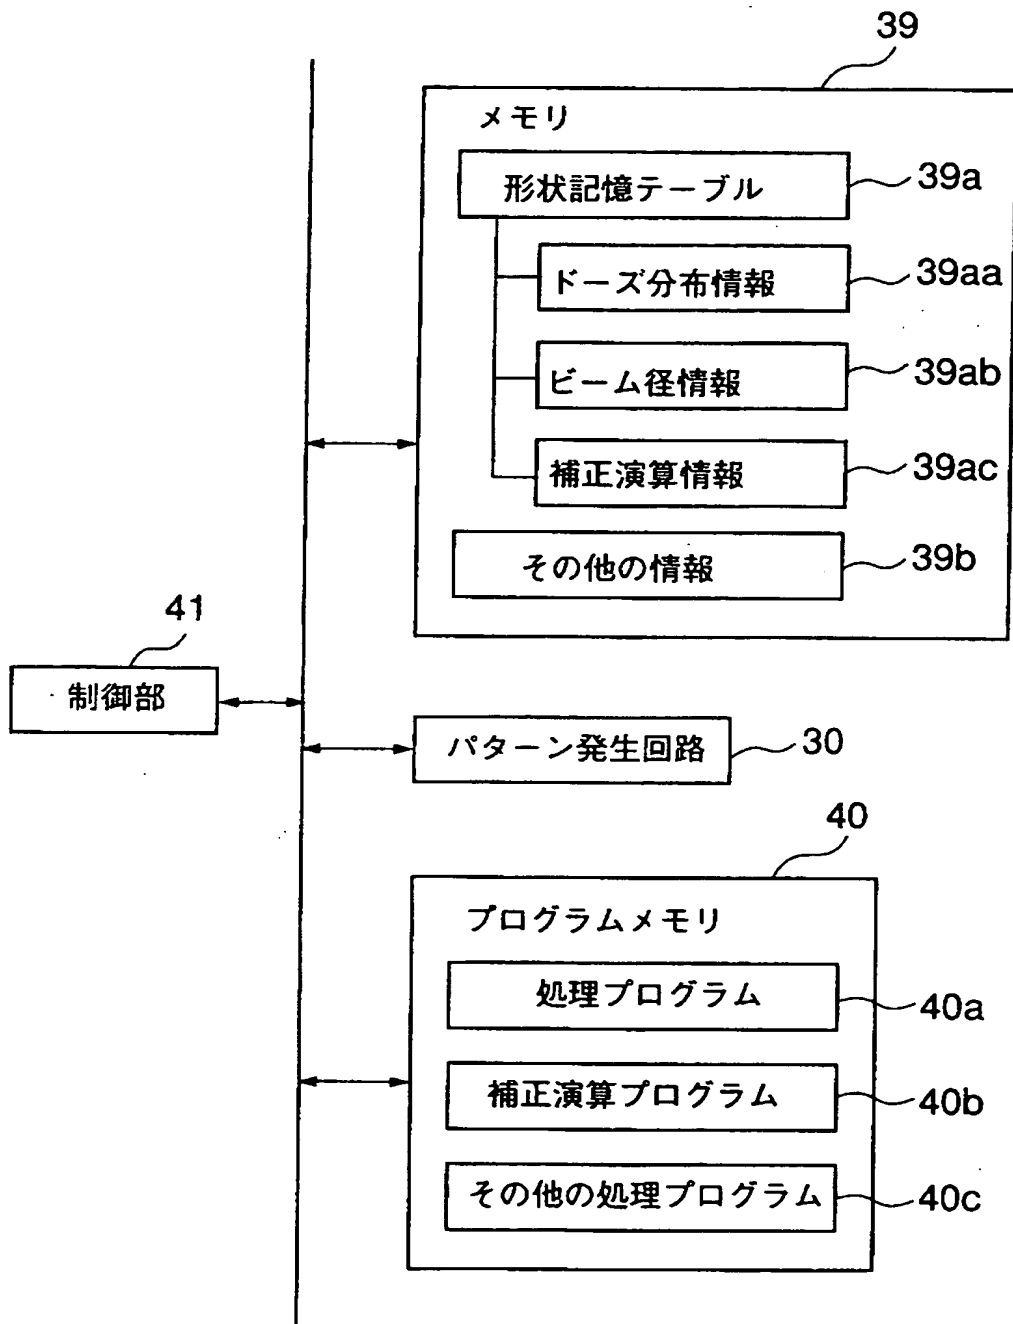 39
メモリ
形状記憶テーブル
39a
ドーズ分布情報
39aa
ビーム径情報
39ab
補正演算情報
39ac
その他の情報
39b
41
制御部
パターン発生回路
30
40
プログラムメモリ
処理プログラム
40a
補正演算プログラム
40b
その他の処理プログラム
40c